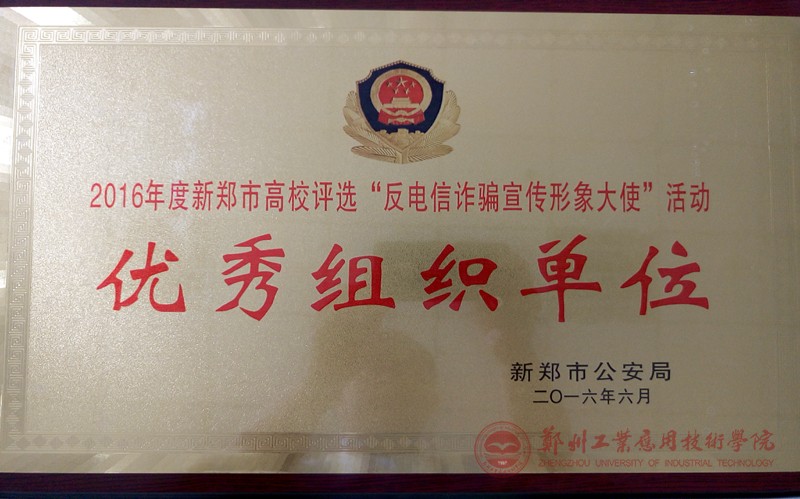 2016年度新郑市高校评选“反电信诈骗宣传形象大使”活动
优秀组织单位
新郑市公安局
二〇一六年六月
鄭州工業應用技術學院
ZHENGZHOU UNIVERSITY OF INDUSTRIAL TECHNOLOGY